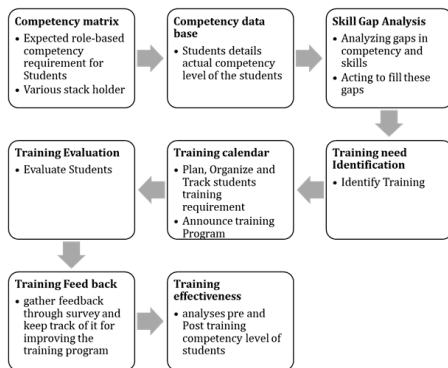 Competency matrix
• Expected role-based
competency
requirement for
Students
• Various stack holder
Competency data
base
• Students details
actual competency
level of the students
Skill Gap Analysis
• Analyzing gaps in
competency and
skills
• Acting to fill these
gaps
Training need
Identification
• Identify Training
Training calendar
• Plan, Organize and
Track students
training
requirement
• Announce training
Program
Training Evaluation
• Evaluate Students
Training Feed back
• gather feedback
through survey and
keep track of it for
improving the
training program
Training
effectiveness
• analyses pre and
Post training
competency level of
students